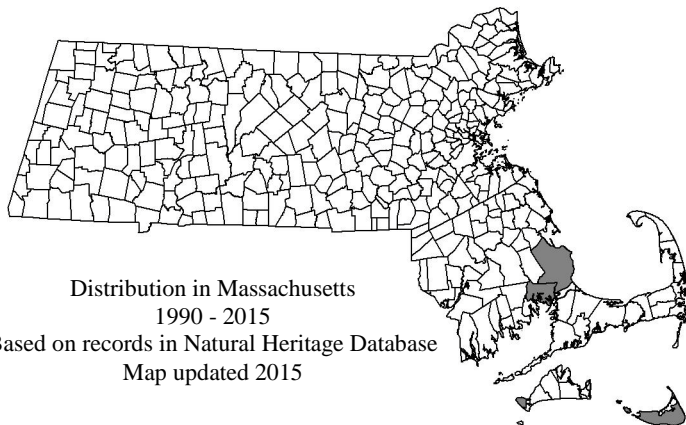 Distribution in Massachusetts
1990 - 2015
Based on records in Natural Heritage Database
Map updated 2015